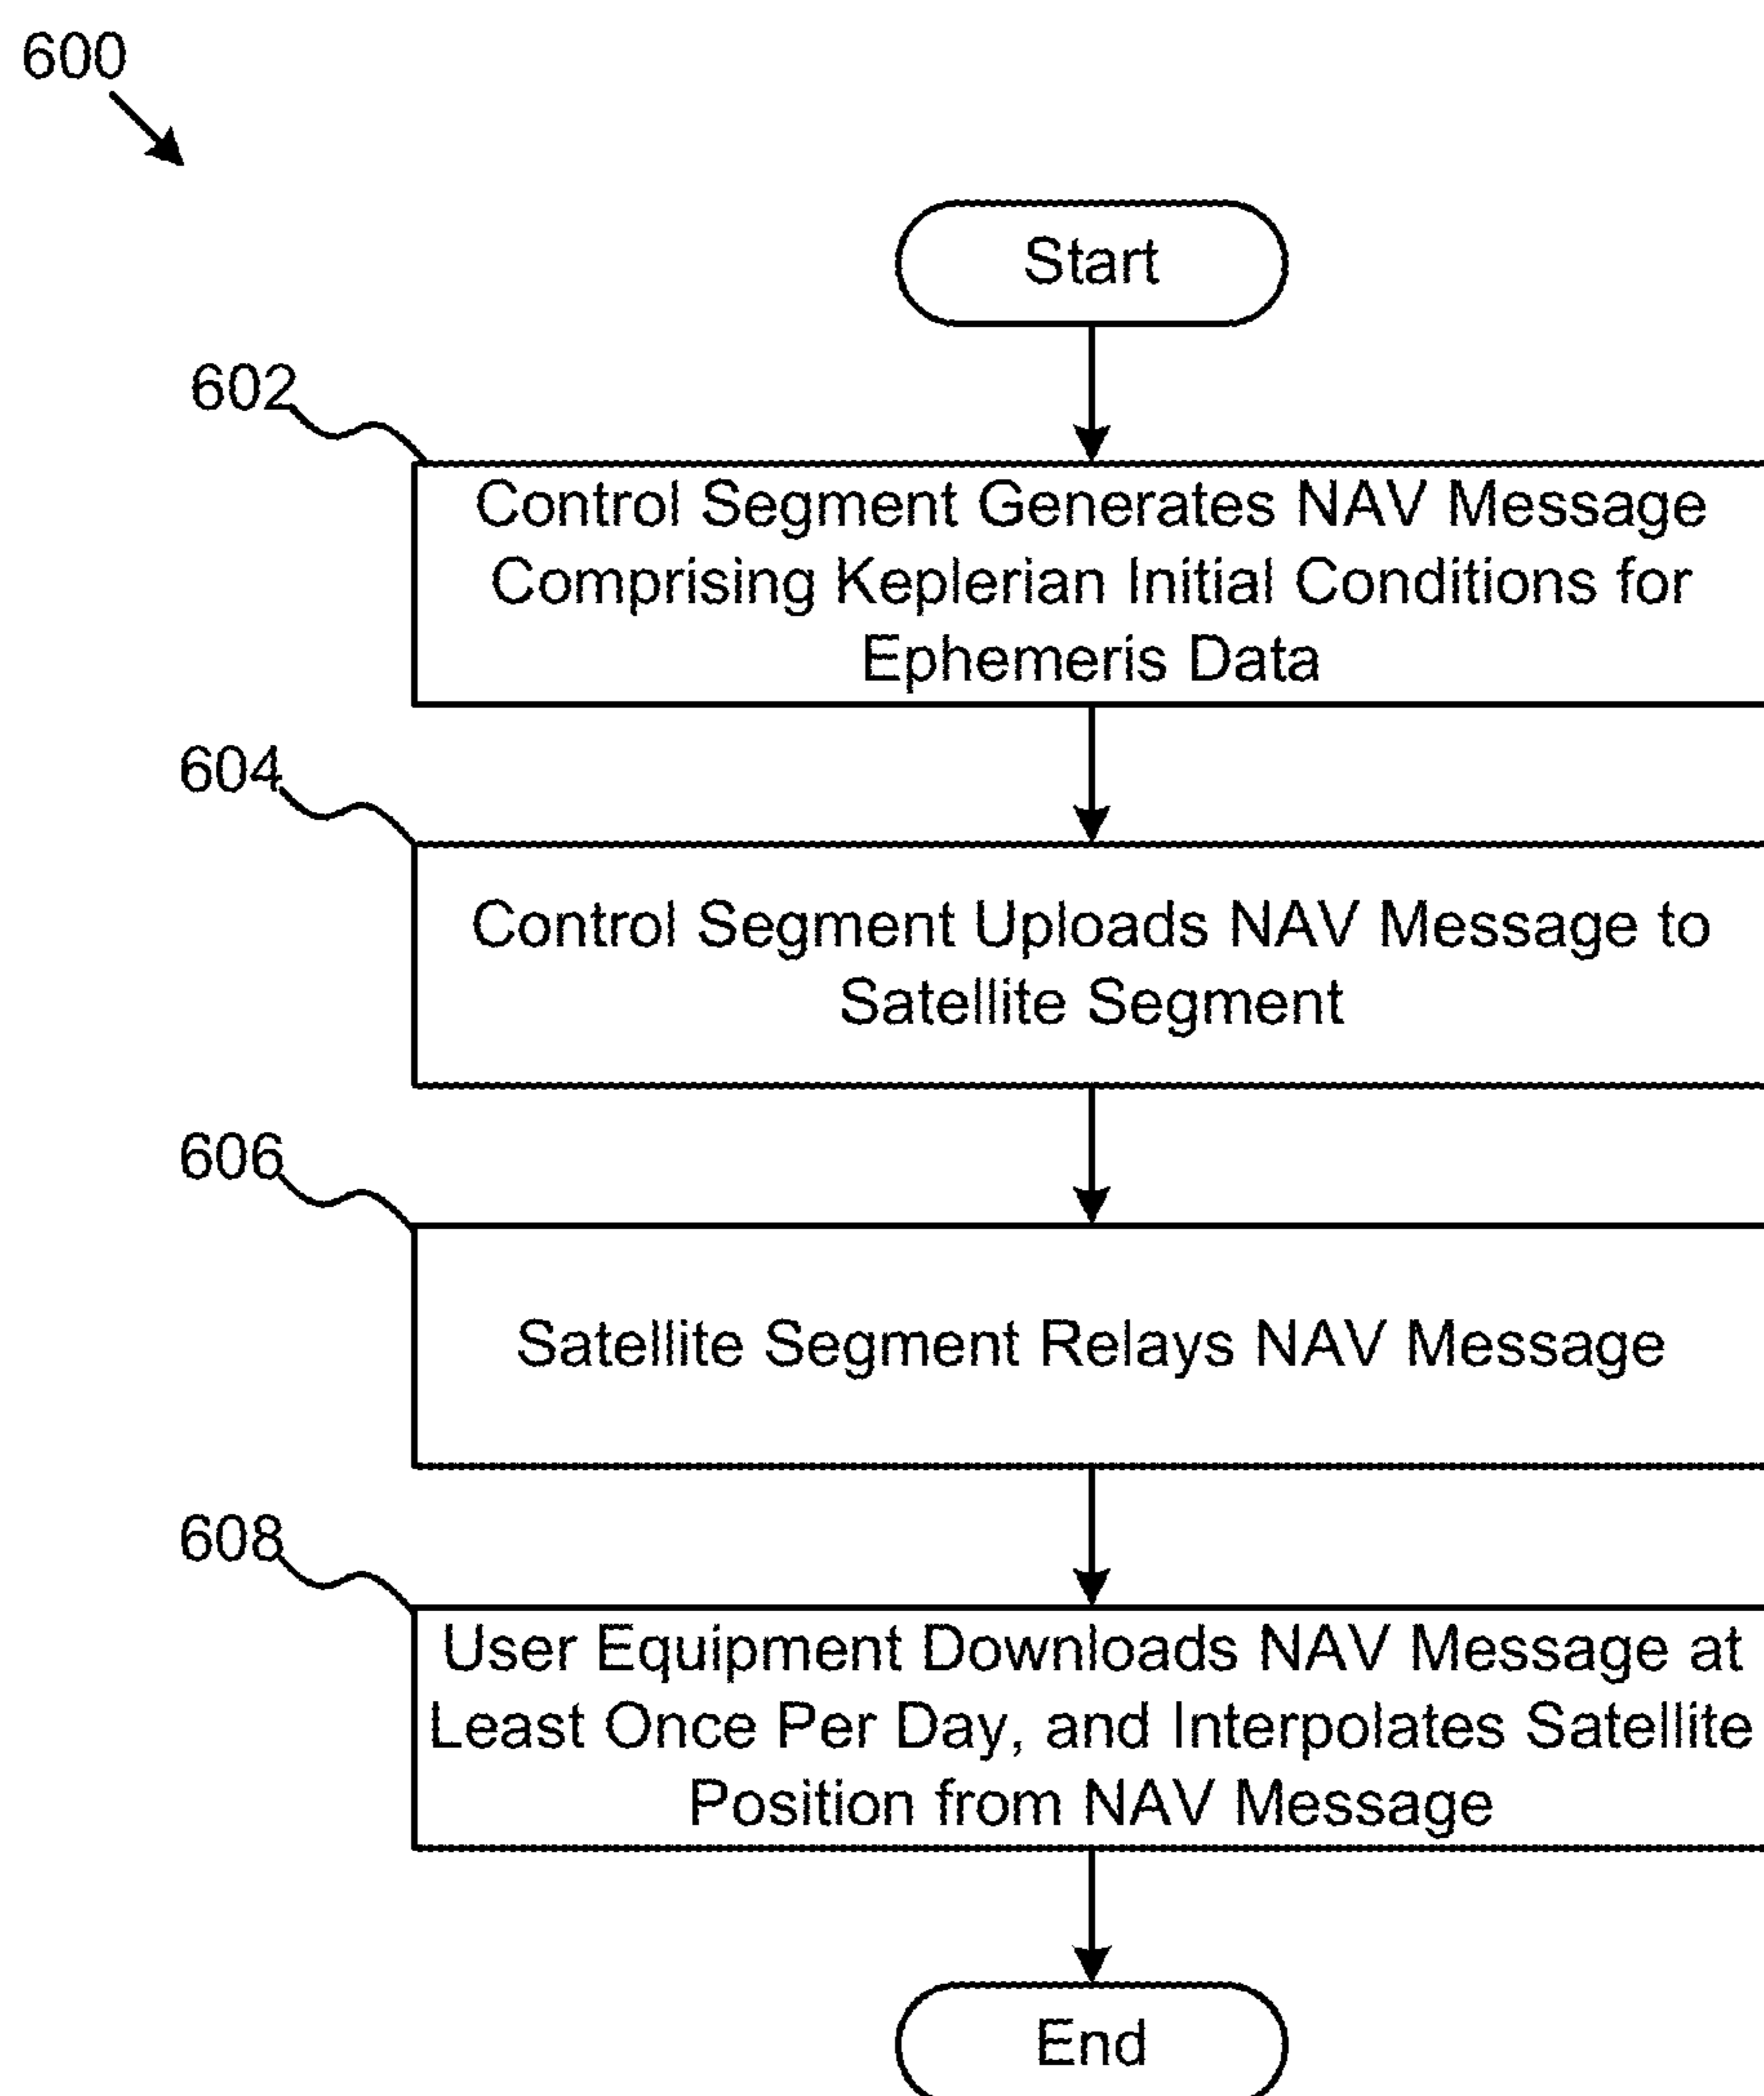 600
Start
602
Control Segment Generates NAV Message
Comprising Keplerian Initial Conditions for
Ephemeris Data
604
Control Segment Uploads NAV Message to
Satellite Segment
606
Satellite Segment Relays NAV Message
608
User Equipment Downloads NAV Message at
Least Once Per Day, and Interpolates Satellite
Position from NAV Message
End